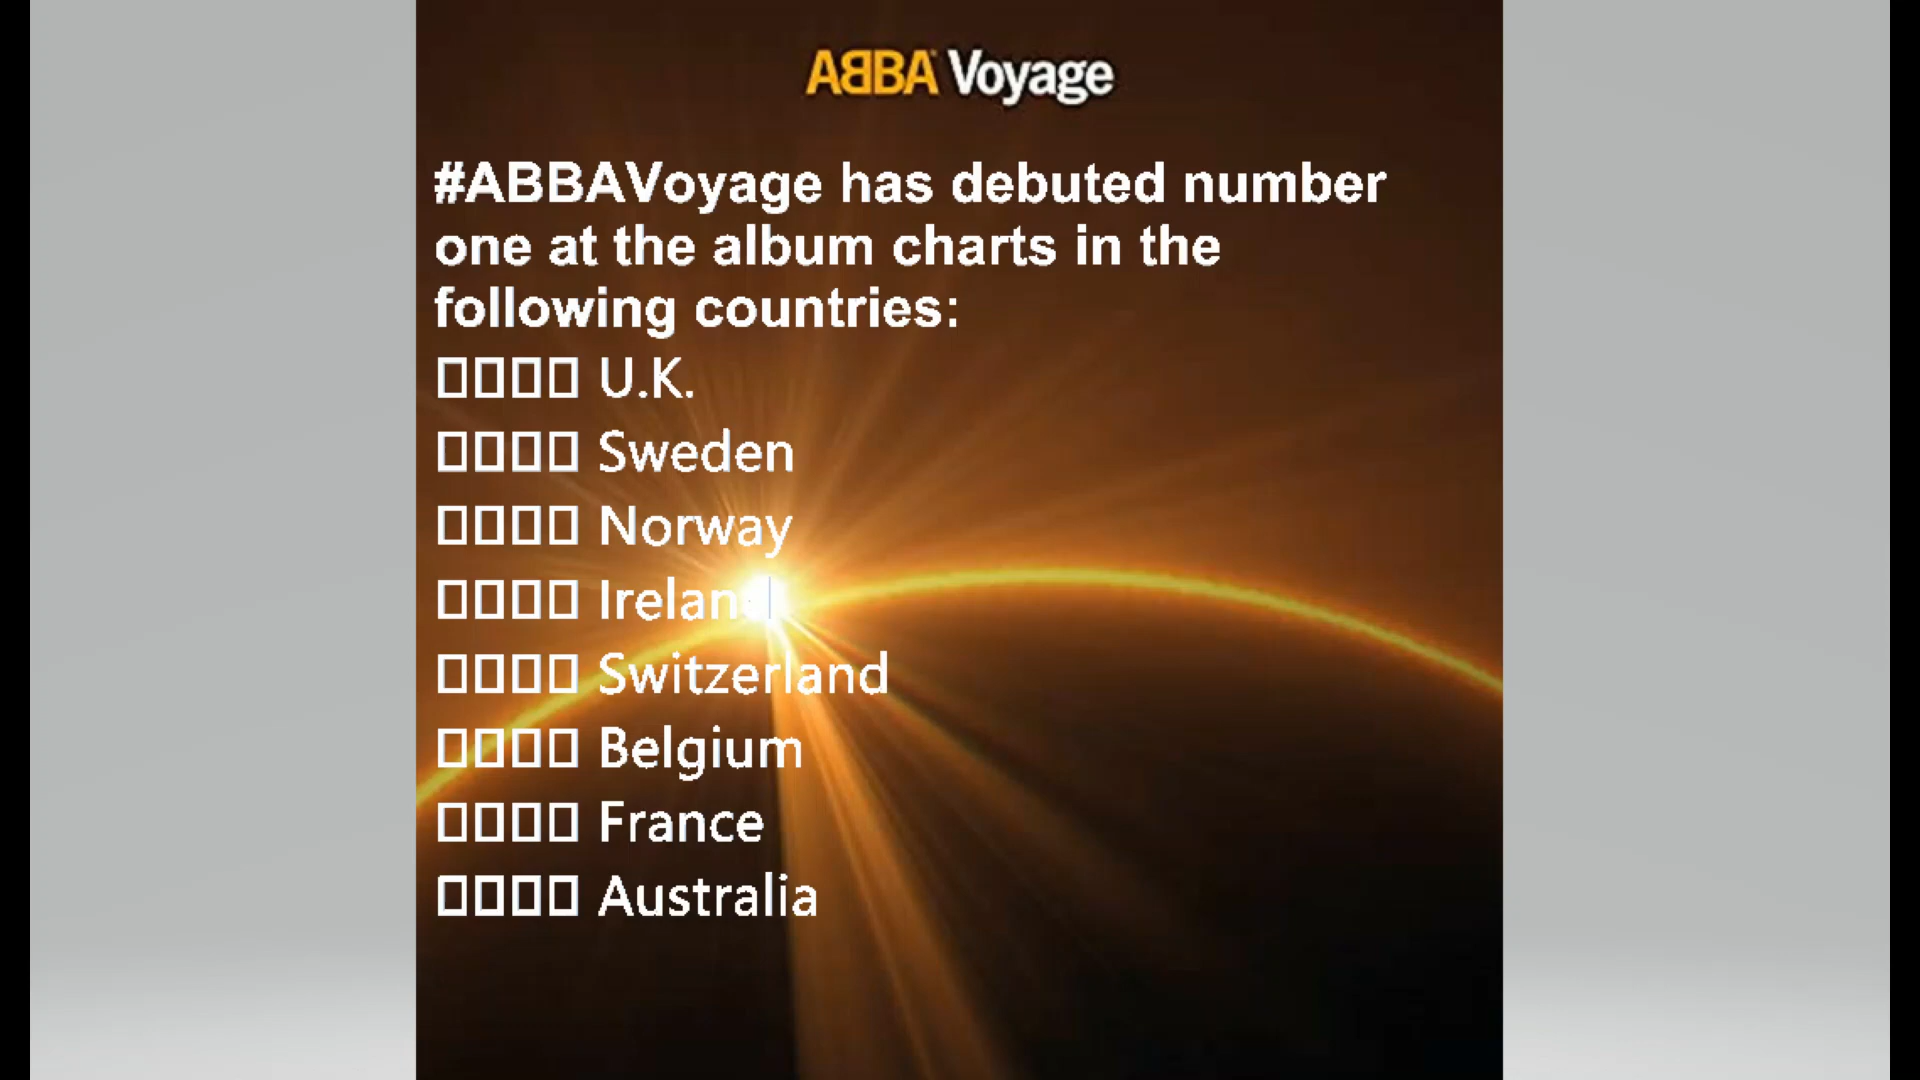 ABBA Voyage
#ABBAVoyage has debuted number
one at the album charts in the
following countries:
U.K.
Sweden
Norway
Ireland
Switzerland
Belgium
France
Australia